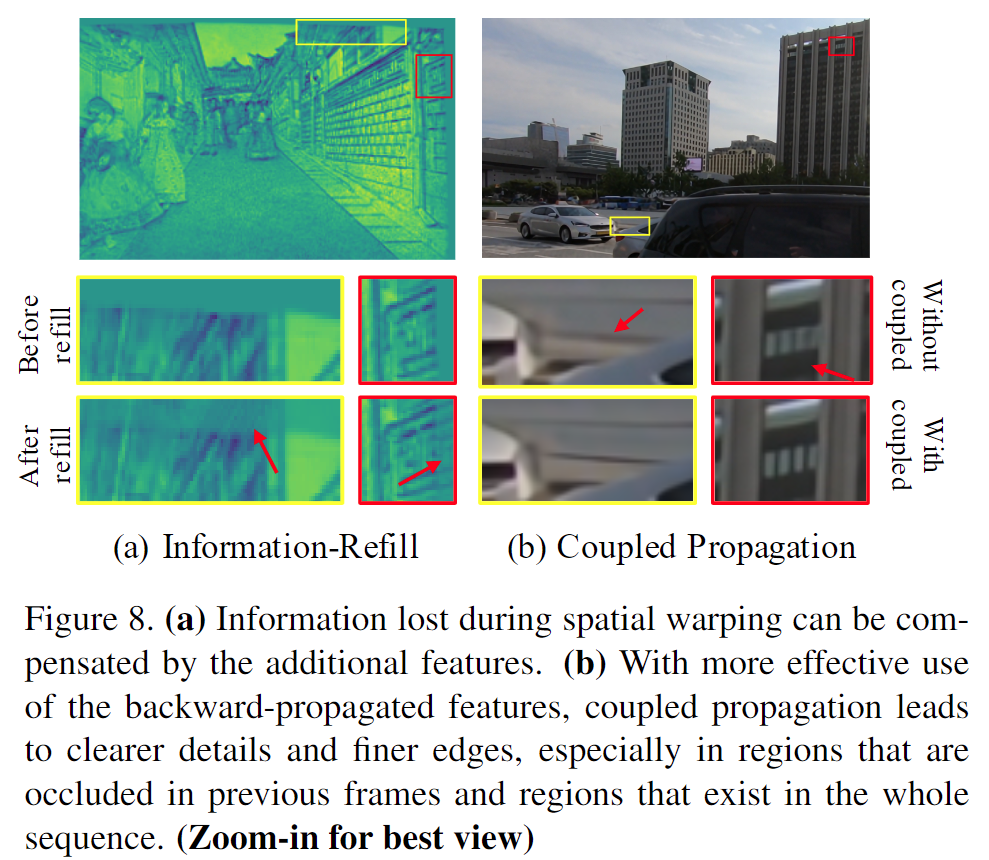 Before
refill
After
refill
Without
coupled
With
coupled
(a) Information-Refill
(b) Coupled Propagation
Figure 8. (a) Information lost during spatial warping can be com-
pensated by the additional features. (b) With more effective use
of the backward-propagated features, coupled propagation leads
to clearer details and finer edges, especially in regions that are
occluded in previous frames and regions that exist in the whole
sequence. (Zoom-in for best view)